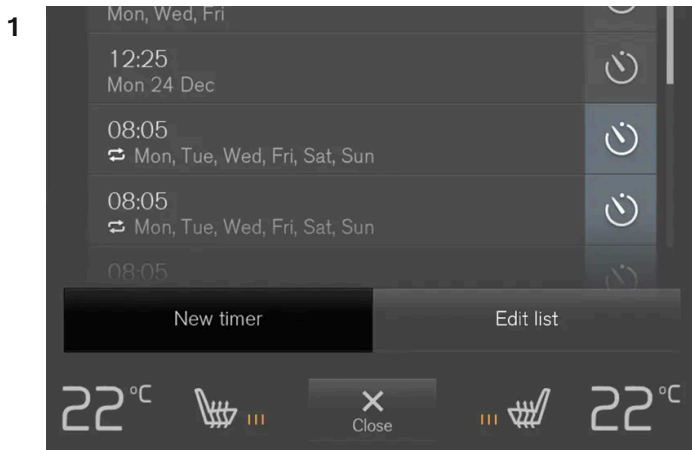 1
Mon, Wed, Fri
12:25
Mon 24 Dec
08:05
Mon, Tue, Wed, Fri, Sat, Sun
08:05
Mon, Tue, Wed, Fri, Sat, Sun
08:05
New timer
Edit list
22°C
Close
22°C